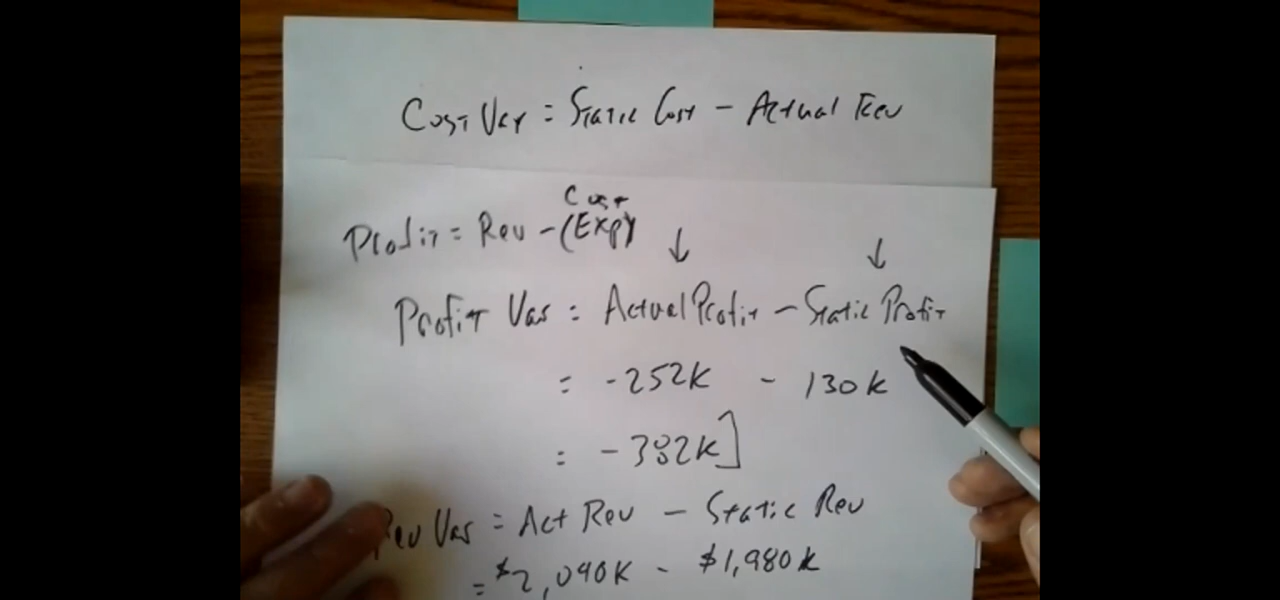 Cost Var = Static Cost - Actual Rev
Cost
Profit = Rev - (Exp)
↓ ↓
Profit Var = Actual Profit - Static Profit
= -252K - 130K
= -382K]
Rev Var = Act Rev - Static Rev
= $2,040K - $1,980K